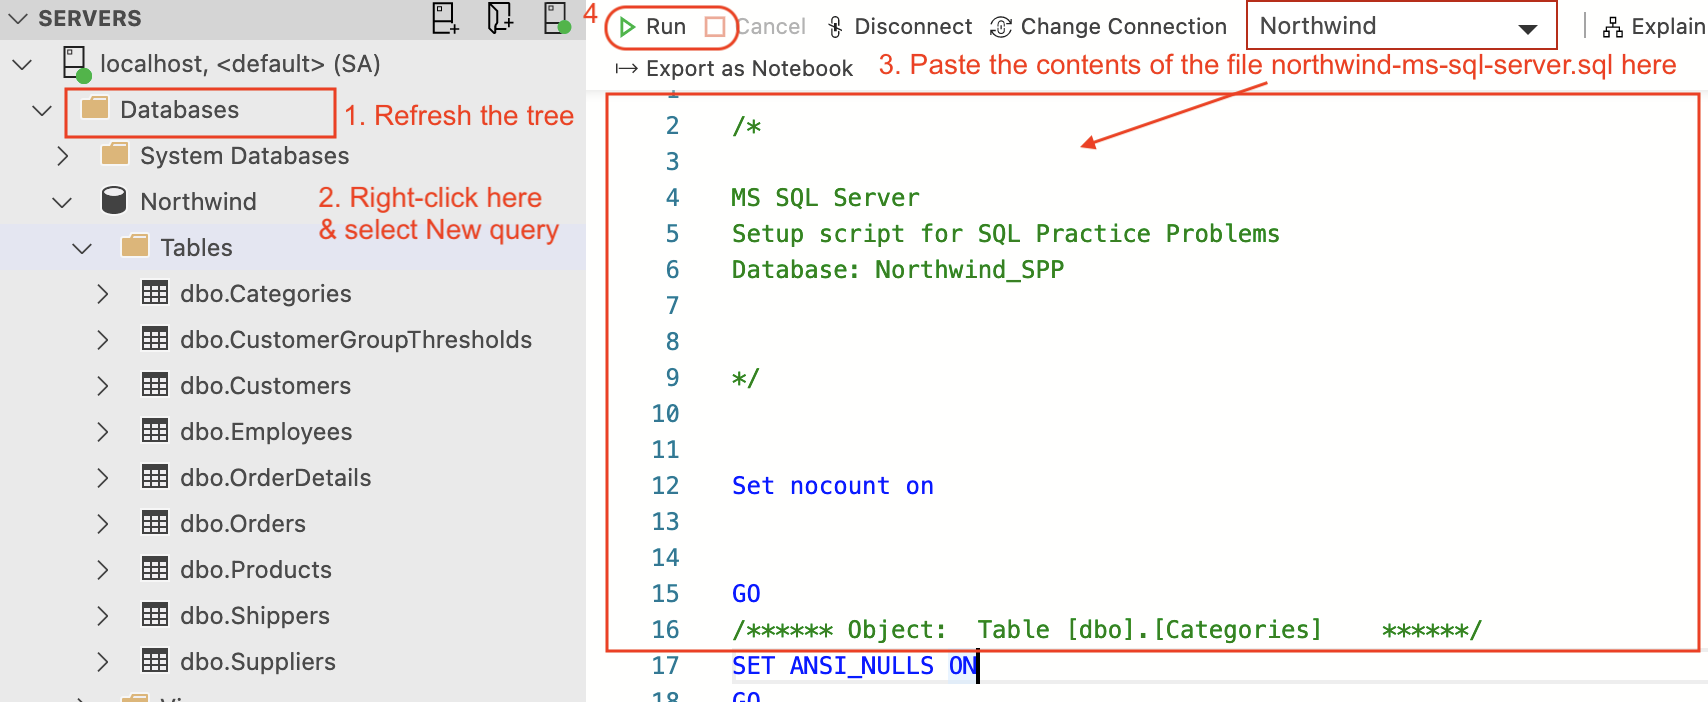 SERVERS
localhost, <default> (SA)
Databases
1. Refresh the tree
System Databases
Northwind
2. Right-click here
& select New query
Tables
dbo.Categories
dbo.CustomerGroupThresholds
dbo.Customers
dbo.Employees
dbo.OrderDetails
dbo.Orders
dbo.Products
dbo.Shippers
dbo.Suppliers
4
Run Cancel Disconnect Change Connection Northwind Explain
Export as Notebook
3. Paste the contents of the file northwind-ms-sql-server.sql here
1
2 /*
3
4 MS SQL Server
5 Setup script for SQL Practice Problems
6 Database: Northwind_SPP
7
8
9 */
10
11
12 Set nocount on
13
14
15 GO
16 /****** Object:  Table [dbo].[Categories]    ******/
17 SET ANSI_NULLS ON
18 GO